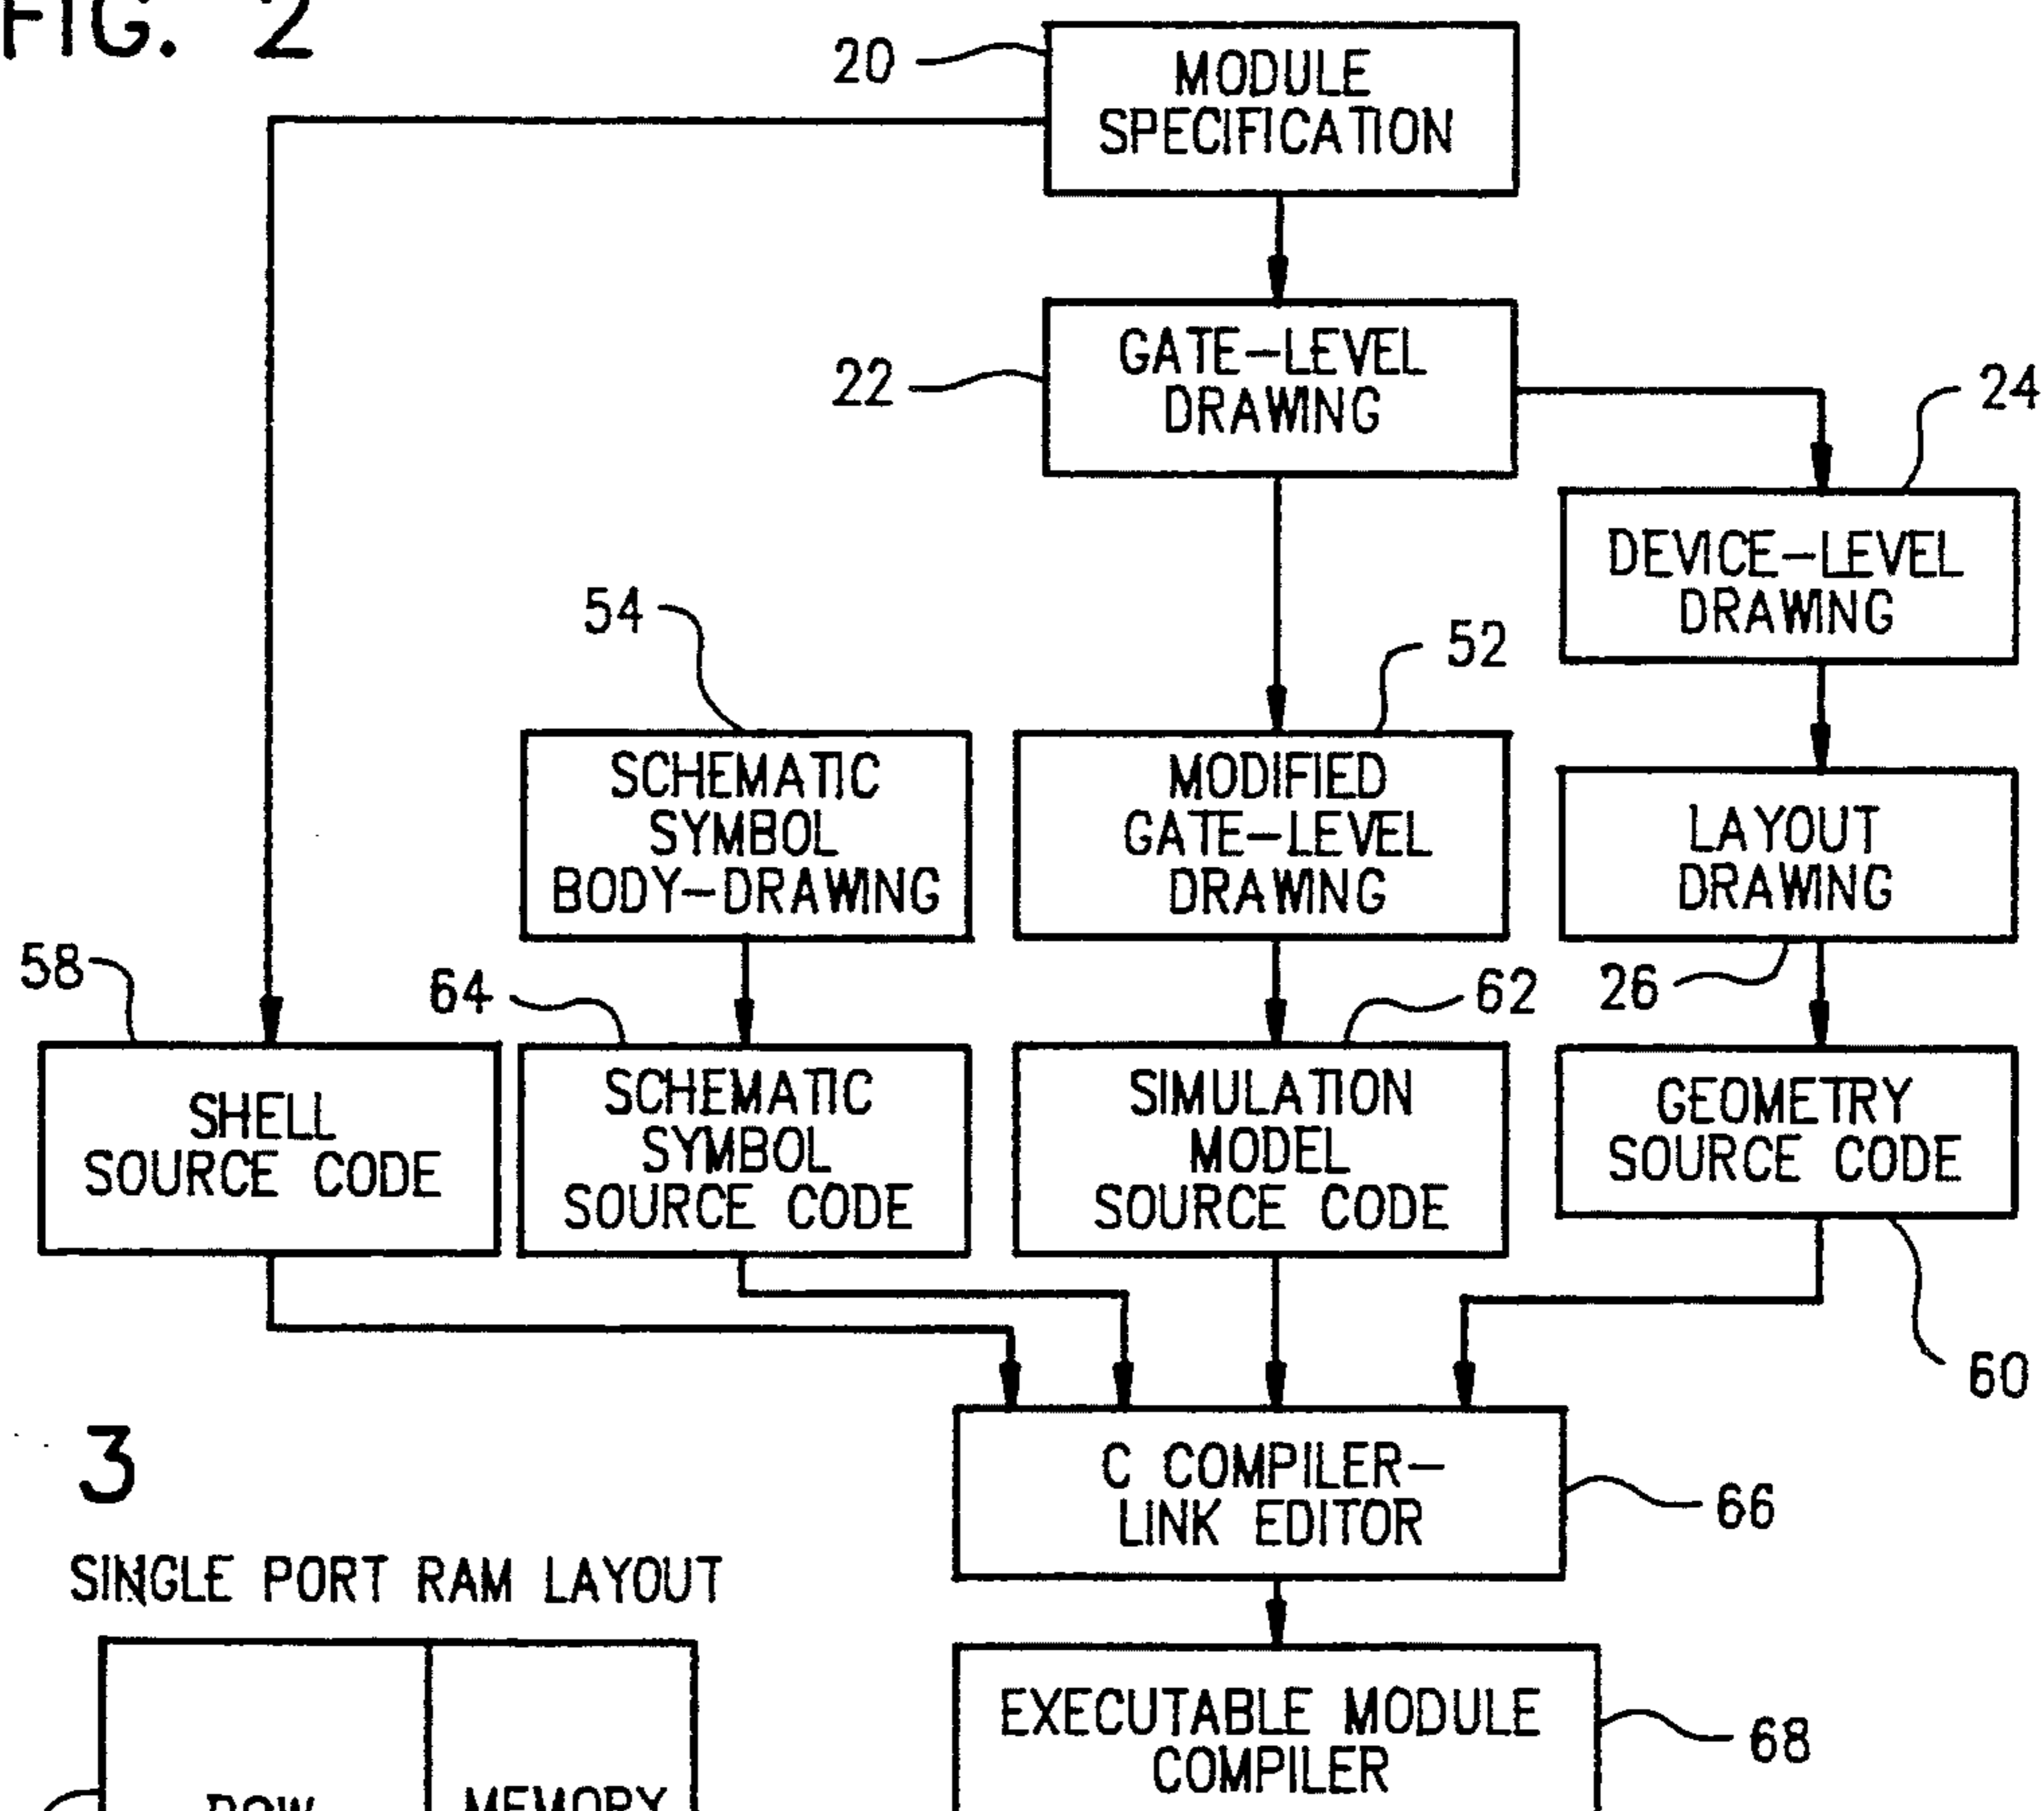 FIG. 2
20
MODULE
SPECIFICATION
22
GATE-LEVEL
DRAWING
24
DEVICE-LEVEL
DRAWING
54
52
SCHEMATIC
SYMBOL
BODY-DRAWING
MODIFIED
GATE-LEVEL
DRAWING
LAYOUT
DRAWING
58
64
62
26
SHELL
SOURCE CODE
SCHEMATIC
SYMBOL
SOURCE CODE
SIMULATION
MODEL
SOURCE CODE
GEOMETRY
SOURCE CODE
60
3
C COMPILER-
LINK EDITOR
66
SINGLE PORT RAM LAYOUT
EXECUTABLE MODULE
COMPILER
68
ROW
MEMORY